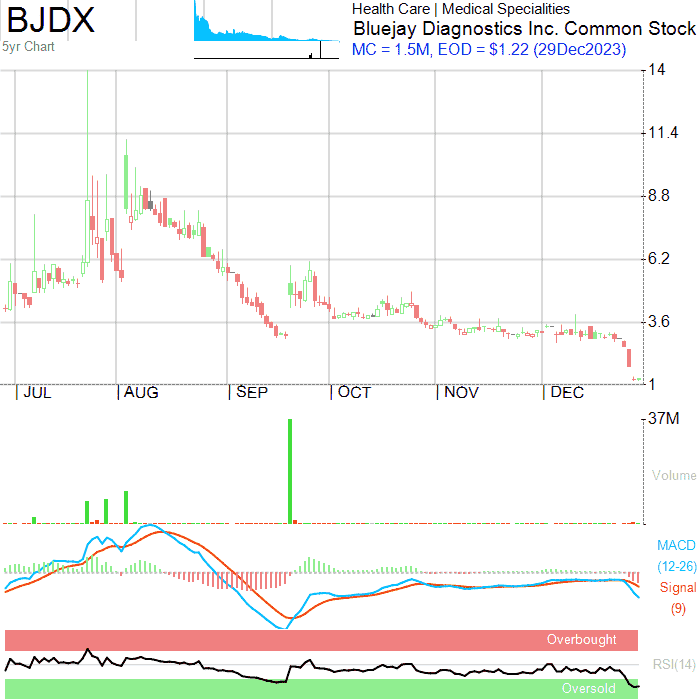 BJDX
5yr Chart
Health Care | Medical Specialities
Bluejay Diagnostics Inc. Common Stock
MC = 1.5M, EOD = $1.22 (29Dec2023)
14
11.4
8.8
6.2
3.6
1
JUL AUG SEP OCT NOV DEC
37M
Volume
MACD
(12-26)
Signal
(9)
Overbought
RSI(14)
Oversold